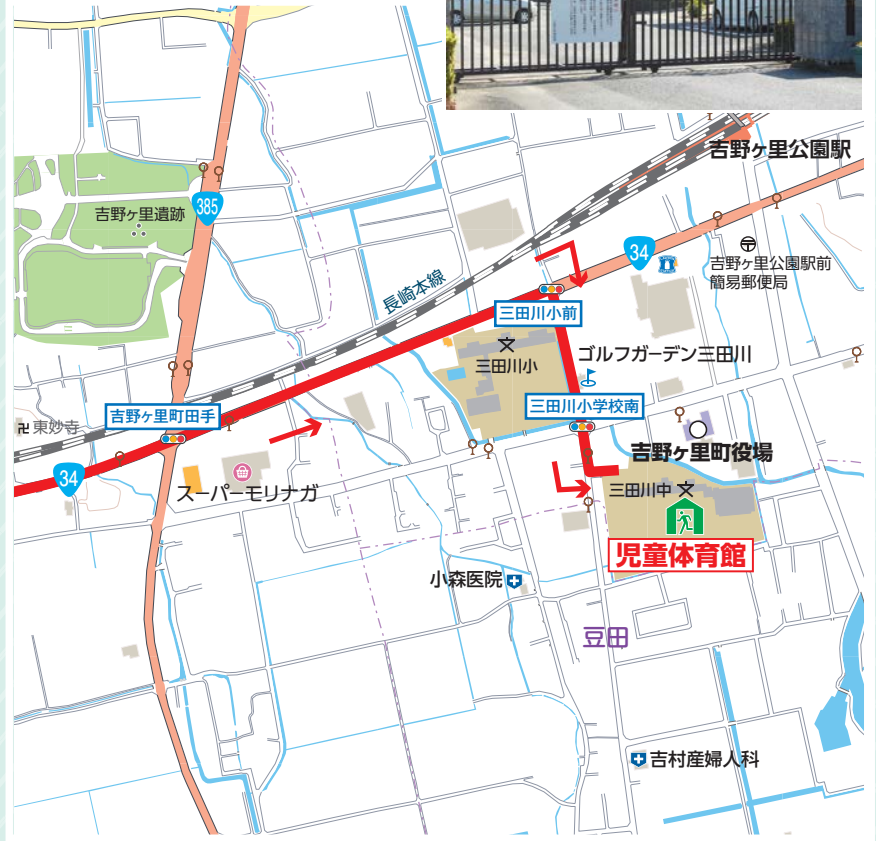 吉野ヶ里公園駅
385
吉野ヶ里遺跡
34
吉野ヶ里公園駅前
簡易郵便局
長崎本線
三田川小前
三田川小
ゴルフガーデン三田川
三田川小学校南
吉野ヶ里町田手
卍東妙寺
吉野ヶ里町役場
34
スーパーモリナガ
三田川中
児童体育館
小森医院
豆田
吉村産婦人科